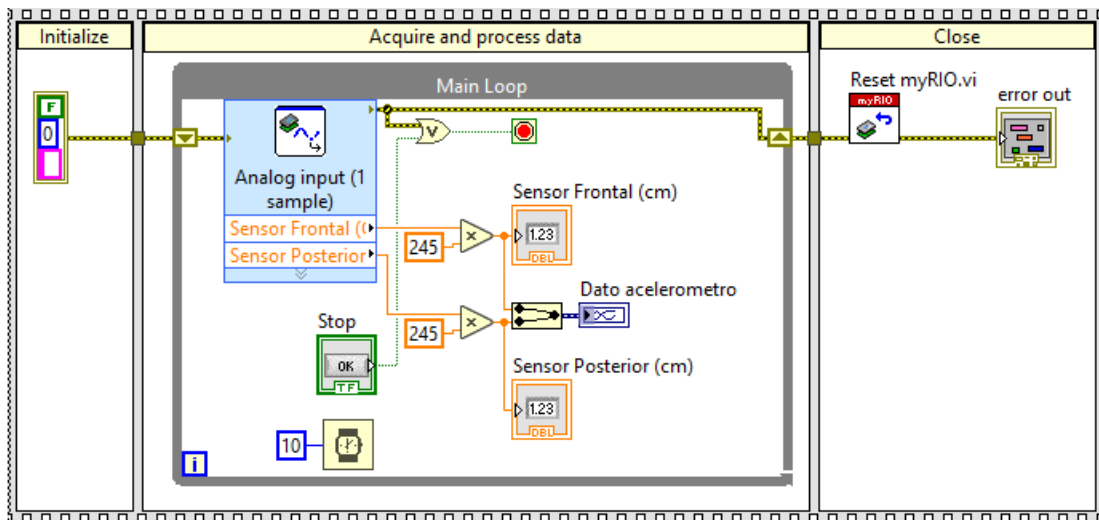 Initialize
Acquire and process data
Close
Main Loop
F
0
Analog input (1
sample)
Sensor Frontal (
Sensor Posterior
V
245
×
245
×
Sensor Frontal (cm)
1.23
DBL
Dato acelerometro
Sensor Posterior (cm)
1.23
DBL
Stop
OK
TF
10
i
Reset myRIO.vi
myRIO
error out